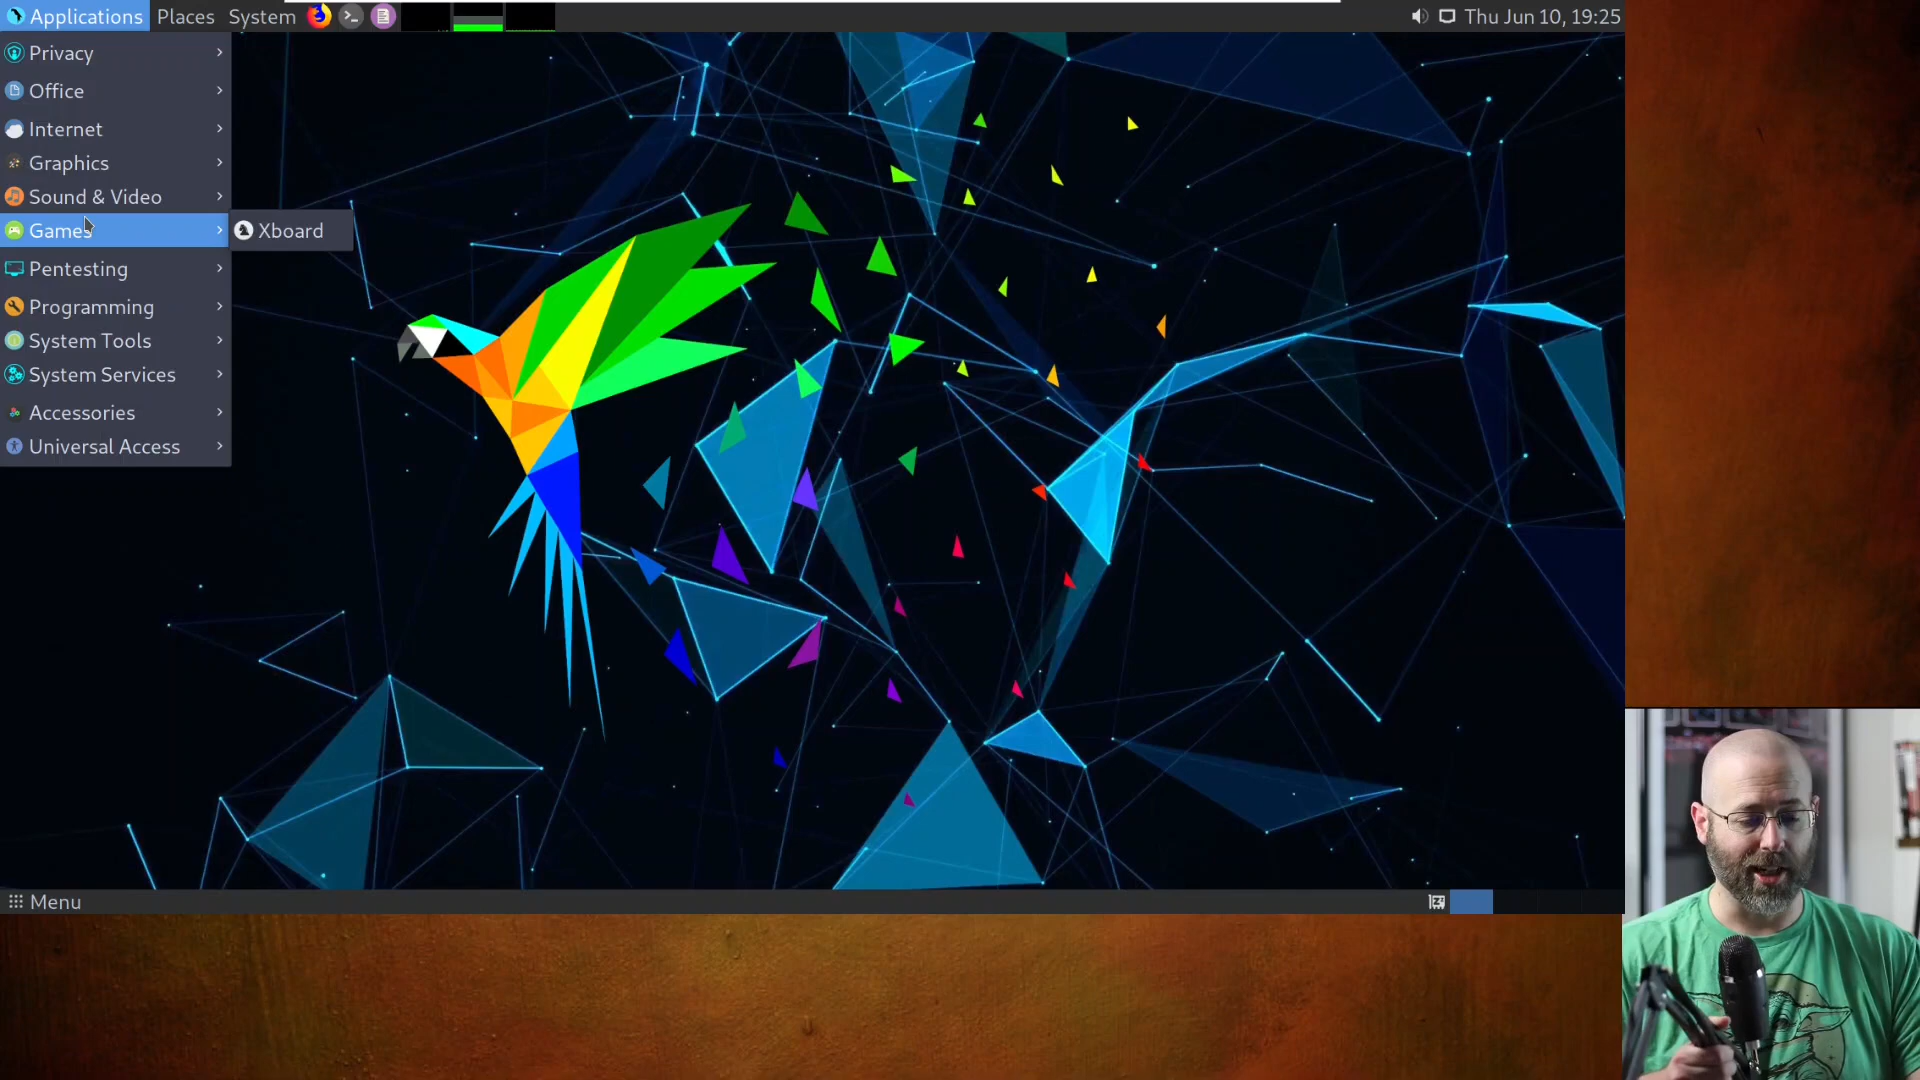 Applications Places System Thu Jun 10, 19:25
Privacy
Office
Internet
Graphics
Sound & Video
Games Xboard
Pentesting
Programming
System Tools
System Services
Accessories
Universal Access
Menu